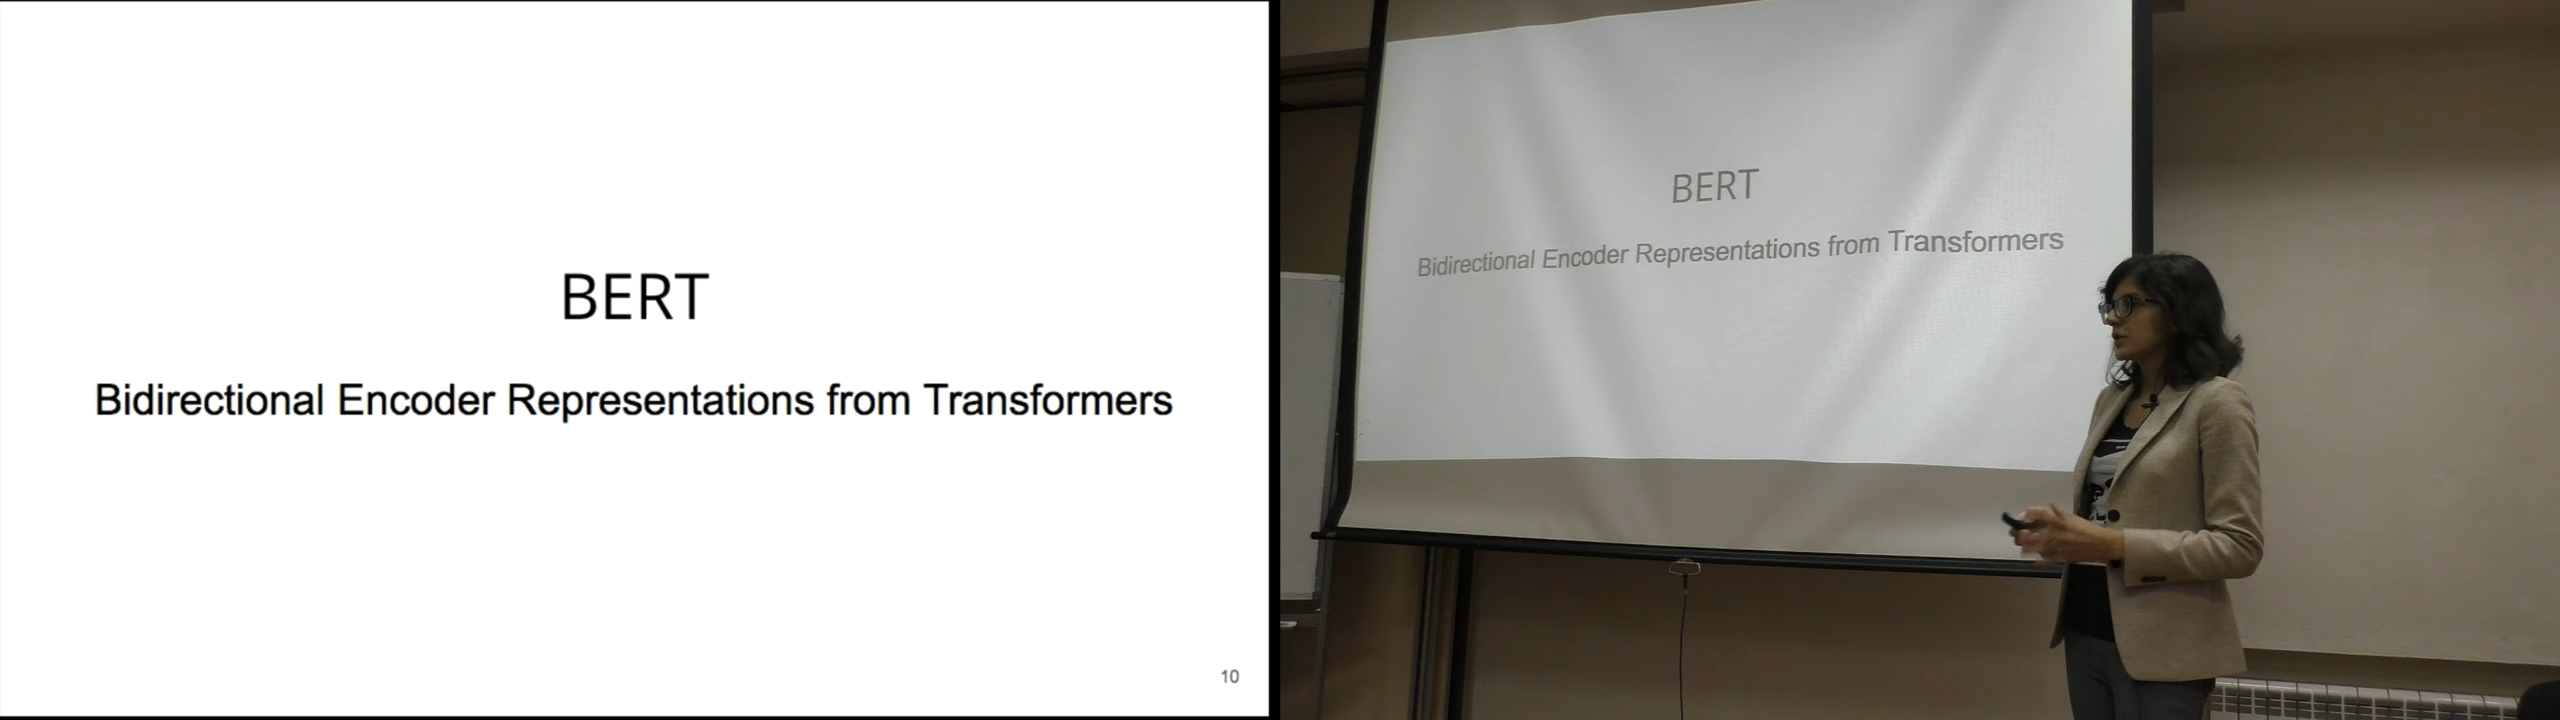 BERT
Bidirectional Encoder Representations from Transformers
10
BERT
Bidirectional Encoder Representations from Transformers